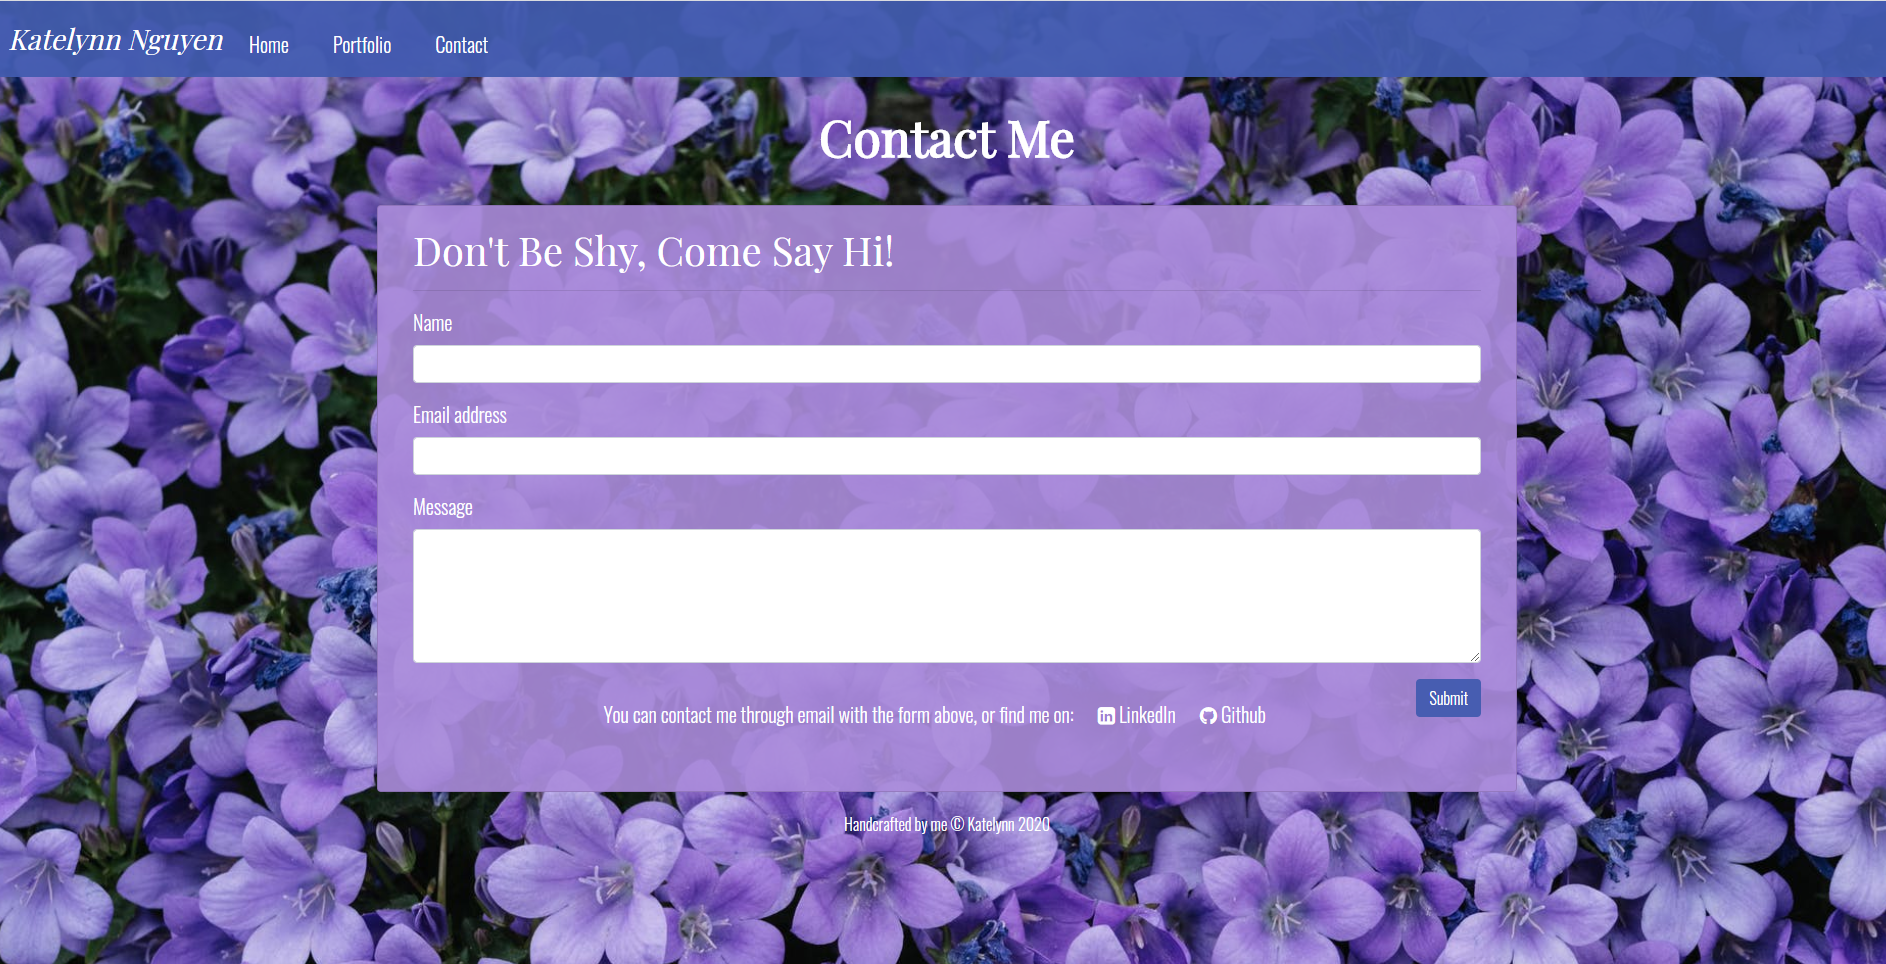 Katelynn Nguyen Home Portfolio Contact
Contact Me
Don't Be Shy, Come Say Hi!
Name
Email address
Message
Submit
You can contact me through email with the form above, or find me on: LinkedIn Github
Handcrafted by me © Katelynn 2020